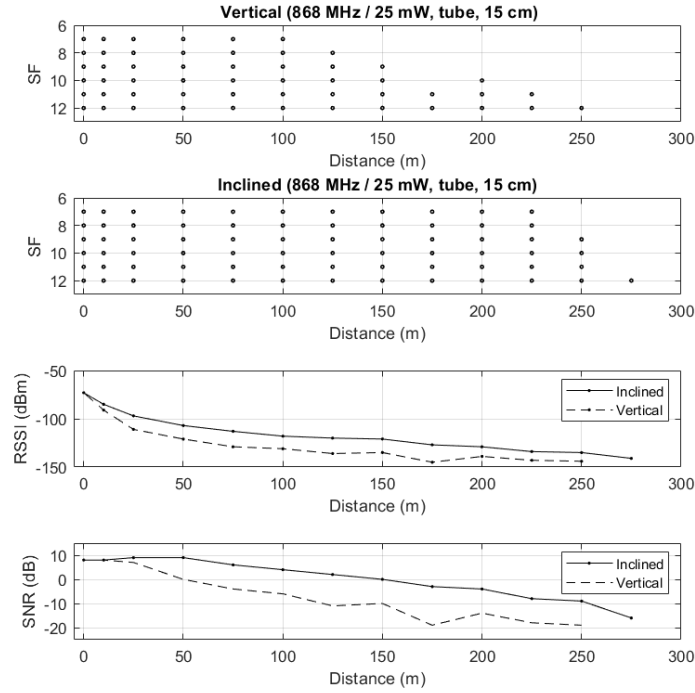 Vertical (868 MHz / 25 mW, tube, 15 cm)
SF
6
8
10
12
0 50 100 150 200 250 300
Distance (m)
Inclined (868 MHz / 25 mW, tube, 15 cm)
SF
6
8
10
12
0 50 100 150 200 250 300
Distance (m)
RSSI (dBm)
-50
-100
-150
Inclined
Vertical
0 50 100 150 200 250 300
Distance (m)
SNR (dB)
10
0
-10
-20
Inclined
Vertical
0 50 100 150 200 250 300
Distance (m)